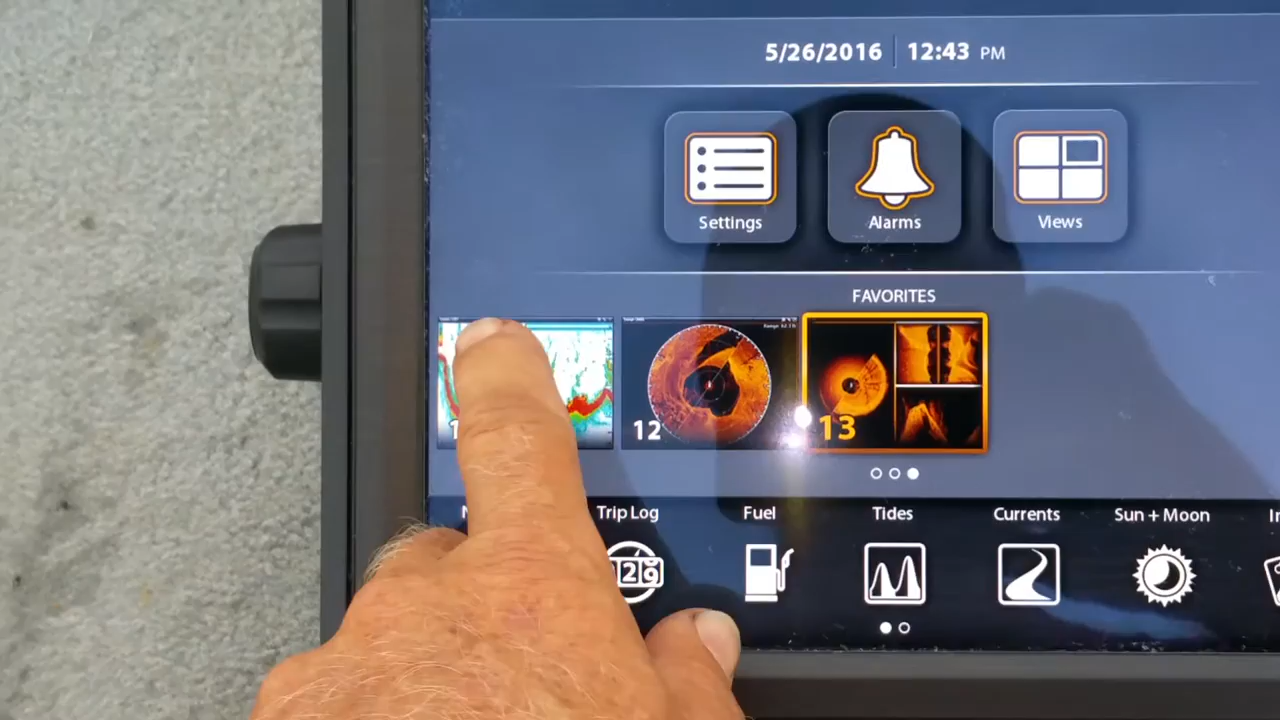 5/26/2016 12:43 PM
Settings Alarms Views
FAVORITES
12 13
Trip Log Fuel Tides Currents Sun + Moon
29